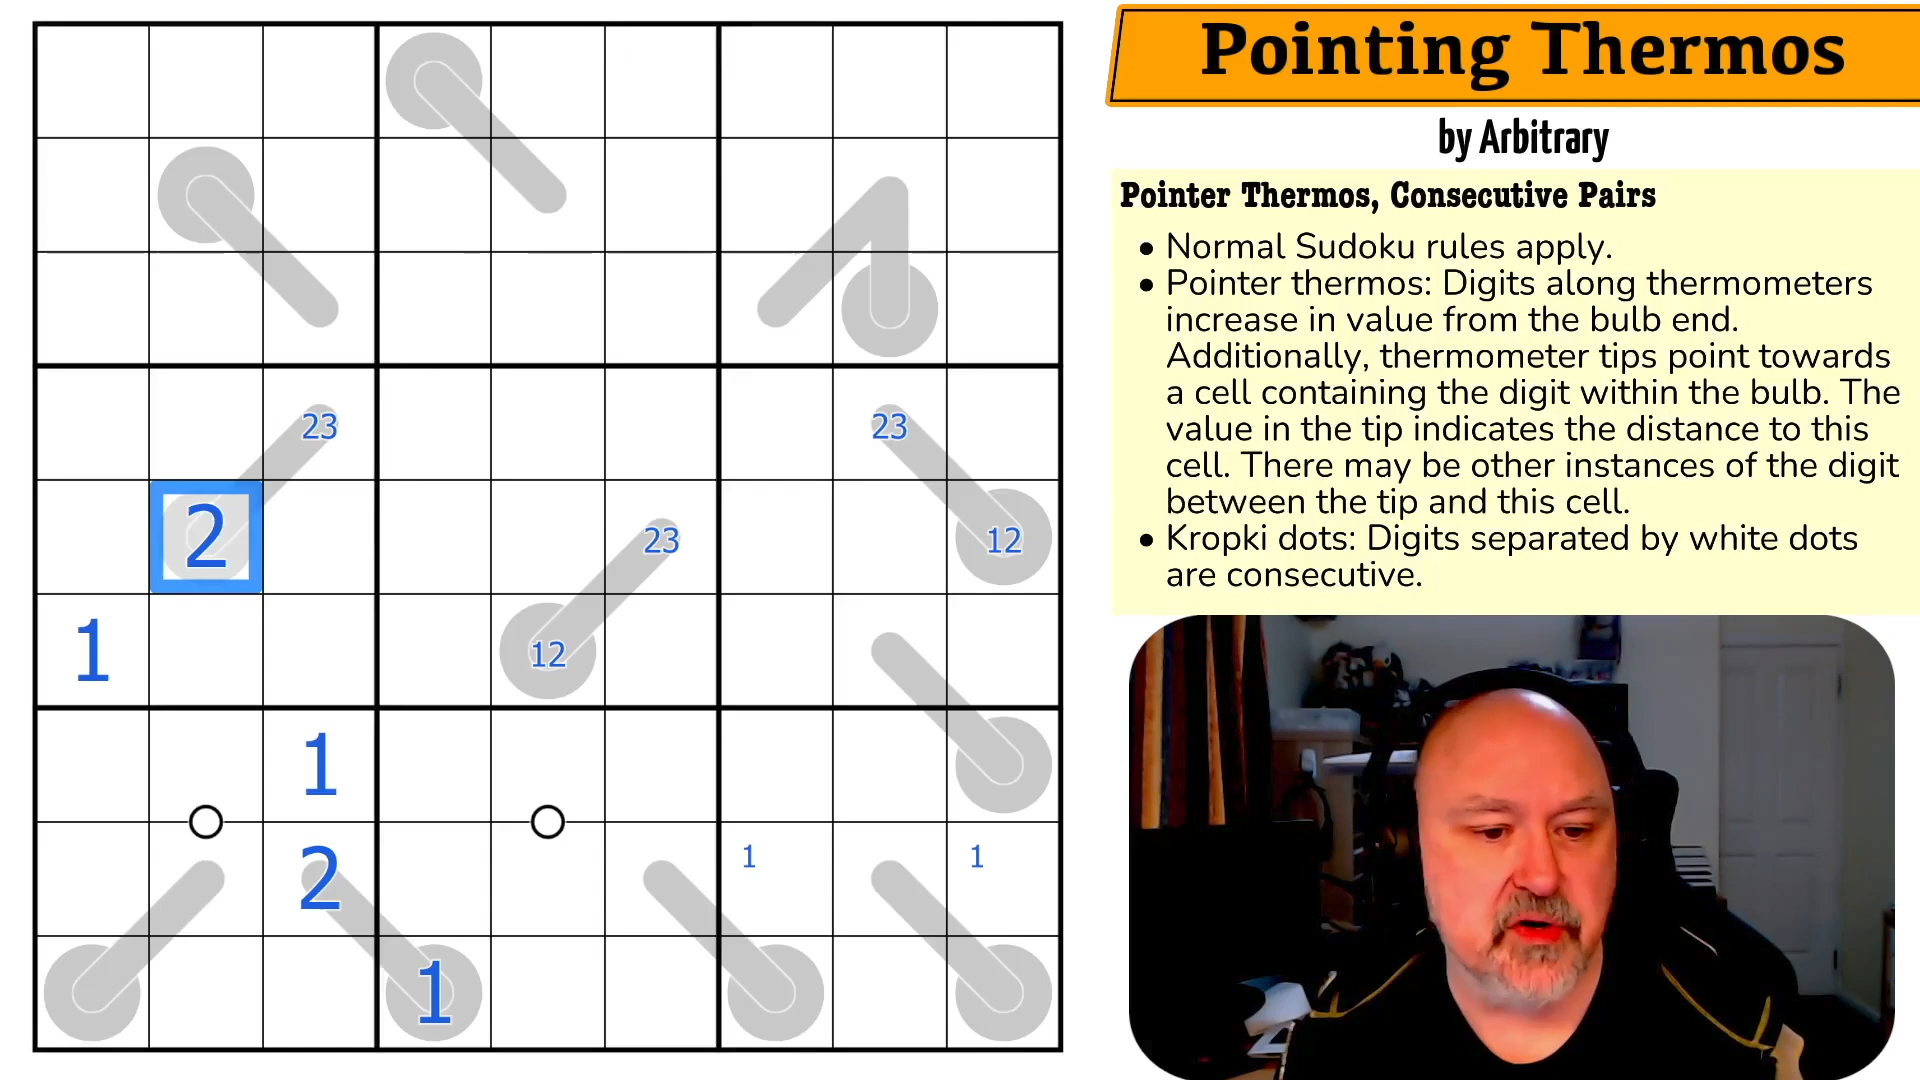 Pointing Thermos
by Arbitrary
Pointer Thermos, Consecutive Pairs
• Normal Sudoku rules apply.
• Pointer thermos: Digits along thermometers
increase in value from the bulb end.
Additionally, thermometer tips point towards
a cell containing the digit within the bulb. The
value in the tip indicates the distance to this
cell. There may be other instances of the digit
between the tip and this cell.
• Kropki dots: Digits separated by white dots
are consecutive.
23 23
2 23 12
1 12
1
2 1 1
1